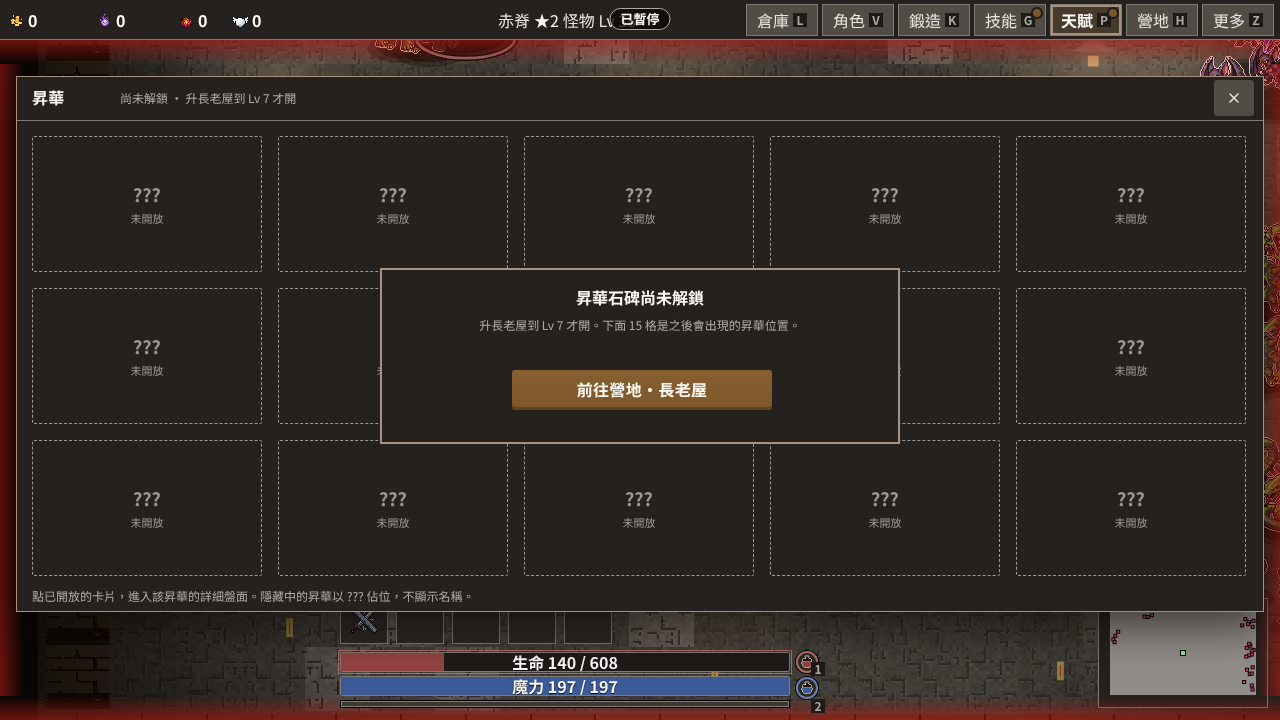 0 0 0 0 赤脊 ★2 怪物 Lv 已暫停 倉庫 L 角色 V 鍛造 K 技能 G 天賦 P 營地 H 更多 Z
昇華 尚未解鎖 · 升長老屋到 Lv 7 才開 ×
??? ??? ??? ??? ???
未開放 未開放 未開放 未開放 未開放
昇華石碑尚未解鎖
升長老屋到 Lv 7 才開。下面 15 格是之後會出現的昇華位置。
??? ???
未開放 未開放
前往營地·長老屋
??? ??? ??? ??? ???
未開放 未開放 未開放 未開放 未開放
點已開放的卡片，進入該昇華的詳細盤面。隱藏中的昇華以 ??? 佔位，不顯示名稱。
生命 140 / 608 1
魔力 197 / 197 2